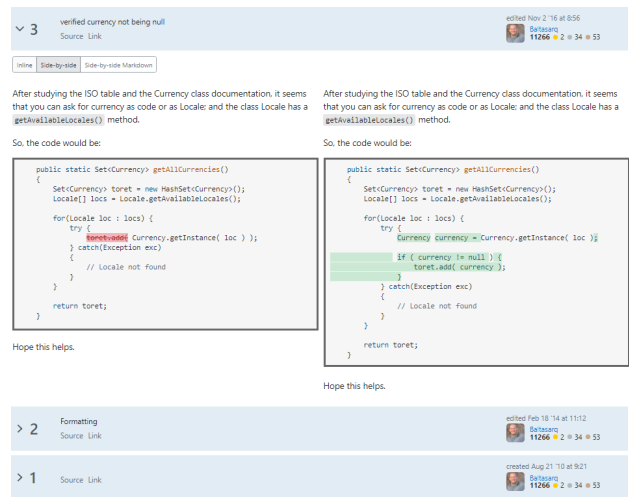 3
verified currency not being null
Source Link
edited Nov 2 '16 at 8:56
Baltasarq
11266 2 34 53
Inline Side-by-side Side-by-side Markdown
After studying the ISO table and the Currency class documentation, it seems
that you can ask for currency as code or as Locale; and the class Locale has a
getAvailableLocales() method.
So, the code would be:
public static Set<Currency> getAllCurrencies()
{
Set<Currency> toret = new HashSet<Currency>();
Locale[] locs = Locale.getAvailableLocales();
for(Locale loc : locs) {
try {
toret.add( Currency.getInstance( loc ) );
} catch(Exception exc)
{
// Locale not found
}
}
return toret;
}
Hope this helps.
After studying the ISO table and the Currency class documentation, it seems
that you can ask for currency as code or as Locale; and the class Locale has a
getAvailableLocales() method.
So, the code would be:
public static Set<Currency> getAllCurrencies()
{
Set<Currency> toret = new HashSet<Currency>();
Locale[] locs = Locale.getAvailableLocales();
for(Locale loc : locs) {
try {
Currency currency = Currency.getInstance( loc );
if ( currency != null ) {
toret.add( currency );
}
} catch(Exception exc)
{
// Locale not found
}
}
return toret;
}
Hope this helps.
2
Formatting
Source Link
edited Feb 18 '14 at 11:12
Baltasarq
11266 2 34 53
1
Source Link
created Aug 21 '10 at 9:21
Baltasarq
11266 2 34 53